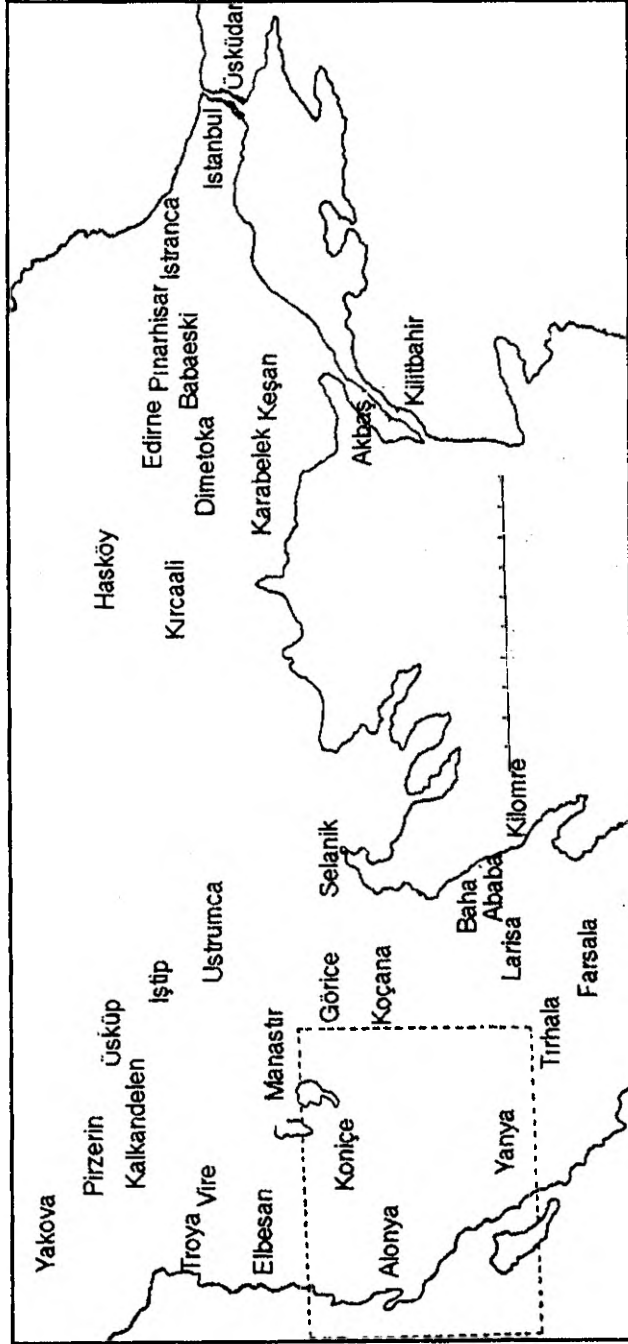 Yakova
Pirzerin
Üsküp
Hasköy
Kalkandelen
Iştip
Edirne
Pınarhisar
Istranca
Kırcaali
Babaeski
Troya
Vire
Ustrumca
Dimetoka
Istanbul
Üsküdar
Elbesan
Manastır
Karabelek
Keşan
Koniçe
Görice
Selanik
Akbaş
Alonya
Koçana
Kilitbahir
Baha
Ababa
Yanya
Larisa
Kilomre
Tırhala
Farsala